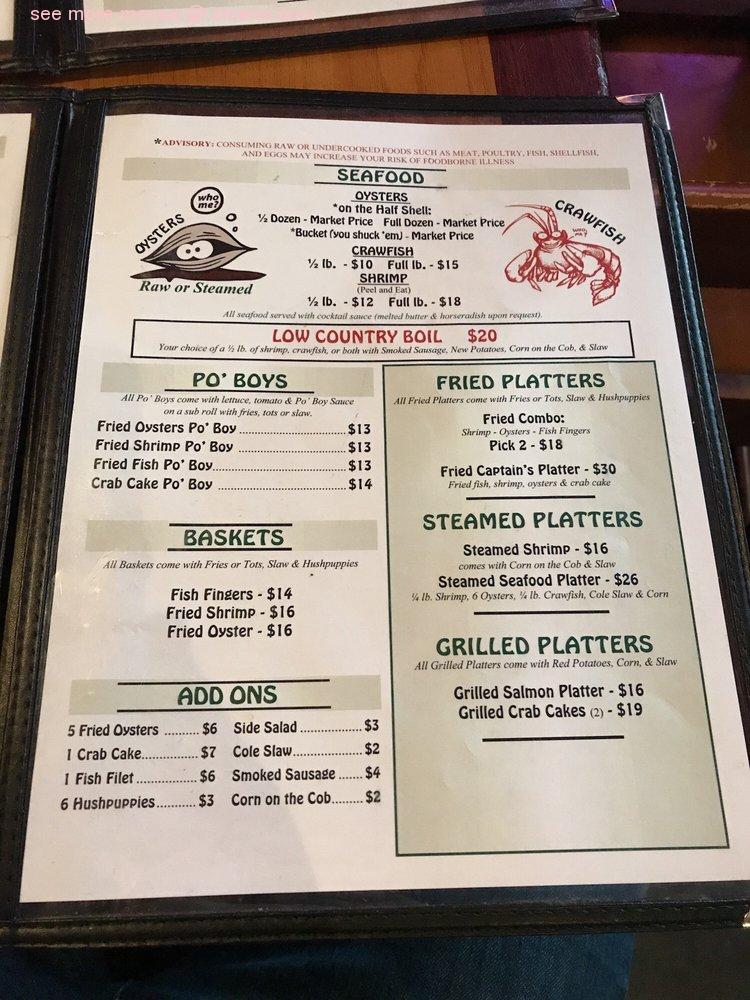 see more
*ADVISORY: CONSUMING RAW OR UNDERCOOKED FOODS SUCH AS MEAT, POULTRY, FISH, SHELLFISH,
AND EGGS MAY INCREASE YOUR RISK OF FOODBORNE ILLNESS
SEAFOOD
OYSTERS
who me?
Raw or Steamed
OYSTERS
*on the Half Shell:
½ Dozen - Market Price Full Dozen - Market Price
*Bucket (you shuck 'em) - Market Price
CRAWFISH
½ lb. - $10 Full lb. - $15
SHRIMP
(Peel and Eat)
½ lb. - $12 Full lb. - $18
CRAWFISH
WHO, ME?
All seafood served with cocktail sauce (melted butter & horseradish upon request).
LOW COUNTRY BOIL $20
Your choice of a ½ lb. of shrimp, crawfish, or both with Smoked Sausage, New Potatoes, Corn on the Cob, & Slaw
PO' BOYS
All Po' Boys come with lettuce, tomato & Po' Boy Sauce
on a sub roll with fries, tots or slaw.
Fried Oysters Po' Boy ........ $13
Fried Shrimp Po' Boy ........ $13
Fried Fish Po' Boy........ $13
Crab Cake Po' Boy ........ $14
BASKETS
All Baskets come with Fries or Tots, Slaw & Hushpuppies
Fish Fingers - $14
Fried Shrimp - $16
Fried Oyster - $16
ADD ONS
5 Fried Oysters ........ $6
1 Crab Cake........ $7
1 Fish Filet ........ $6
6 Hushpuppies........ $3
Side Salad ........ $3
Cole Slaw........ $2
Smoked Sausage ...... $4
Corn on the Cob........ $2
FRIED PLATTERS
All Fried Platters come with Fries or Tots, Slaw & Hushpuppies
Fried Combo:
Shrimp - Oysters - Fish Fingers
Pick 2 - $18
Fried Captain's Platter - $30
Fried fish, shrimp, oysters & crab cake
STEAMED PLATTERS
Steamed Shrimp - $16
comes with Corn on the Cob & Slaw
Steamed Seafood Platter - $26
¼ lb. Shrimp, 6 Oysters, ¾ lb. Crawfish, Cole Slaw & Corn
GRILLED PLATTERS
All Grilled Platters come with Red Potatoes, Corn, & Slaw
Grilled Salmon Platter - $16
Grilled Crab Cakes (2) - $19